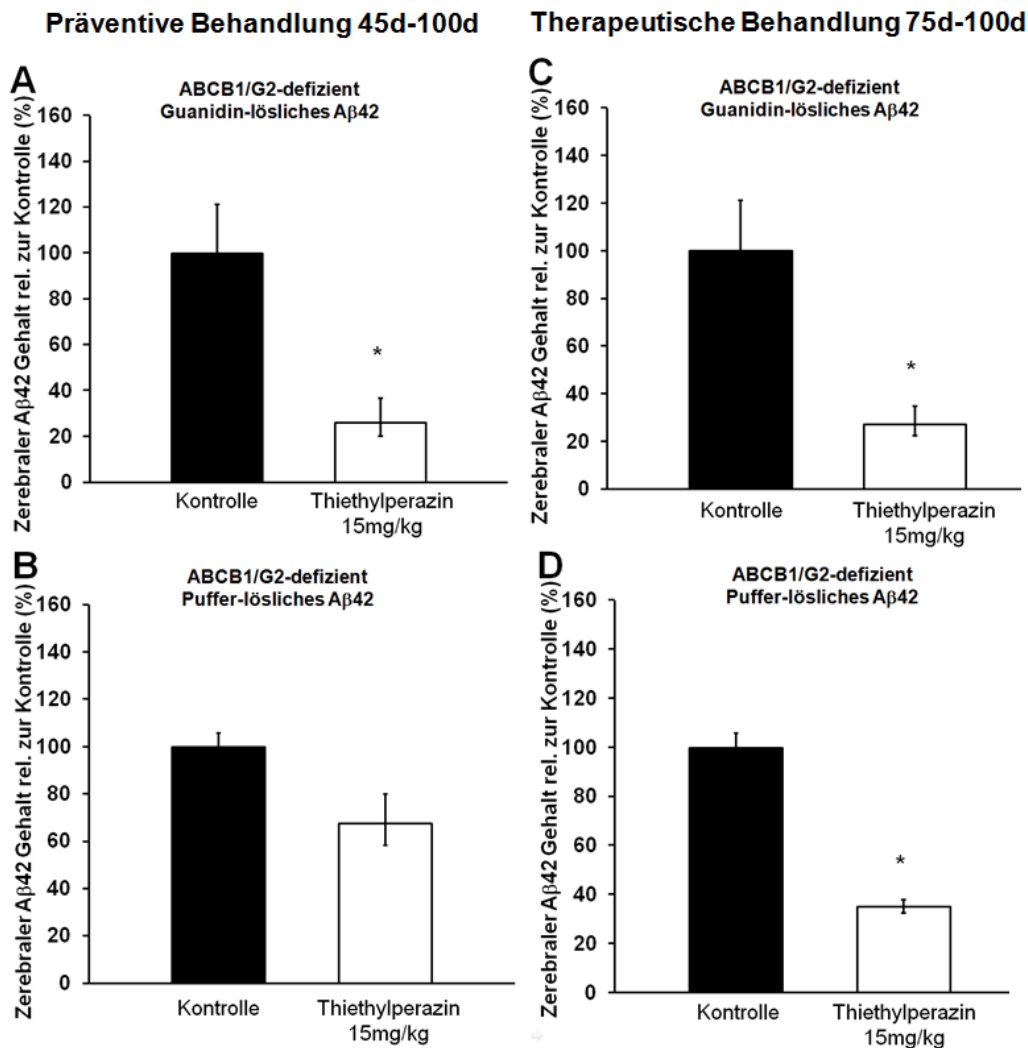 Präventive Behandlung 45d-100d
Therapeutische Behandlung 75d-100d
A
ABCB1/G2-defizient
Guanidin-lösliches Aβ42
Zerebraler Aβ42 Gehalt rel. zur Kontrolle (%)
160
140
120
100
80
60
40
20
0
*
Kontrolle
Thiethylperazin
15mg/kg
B
ABCB1/G2-defizient
Puffer-lösliches Aβ42
Zerebraler Aβ42 Gehalt rel. zur Kontrolle (%)
160
140
120
100
80
60
40
20
0
Kontrolle
Thiethylperazin
15mg/kg
C
ABCB1/G2-defizient
Guanidin-lösliches Aβ42
Zerebraler Aβ42 Gehalt rel. zur Kontrolle (%)
160
140
120
100
80
60
40
20
0
*
Kontrolle
Thiethylperazin
15mg/kg
D
ABCB1/G2-defizient
Puffer-lösliches Aβ42
Zerebraler Aβ42 Gehalt rel. zur Kontrolle (%)
160
140
120
100
80
60
40
20
0
*
Kontrolle
Thiethylperazin
15mg/kg